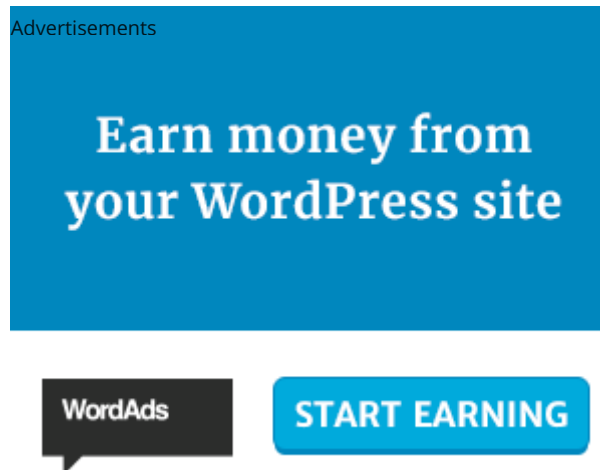 Advertisements
Earn money from
your WordPress site
WordAds
START EARNING